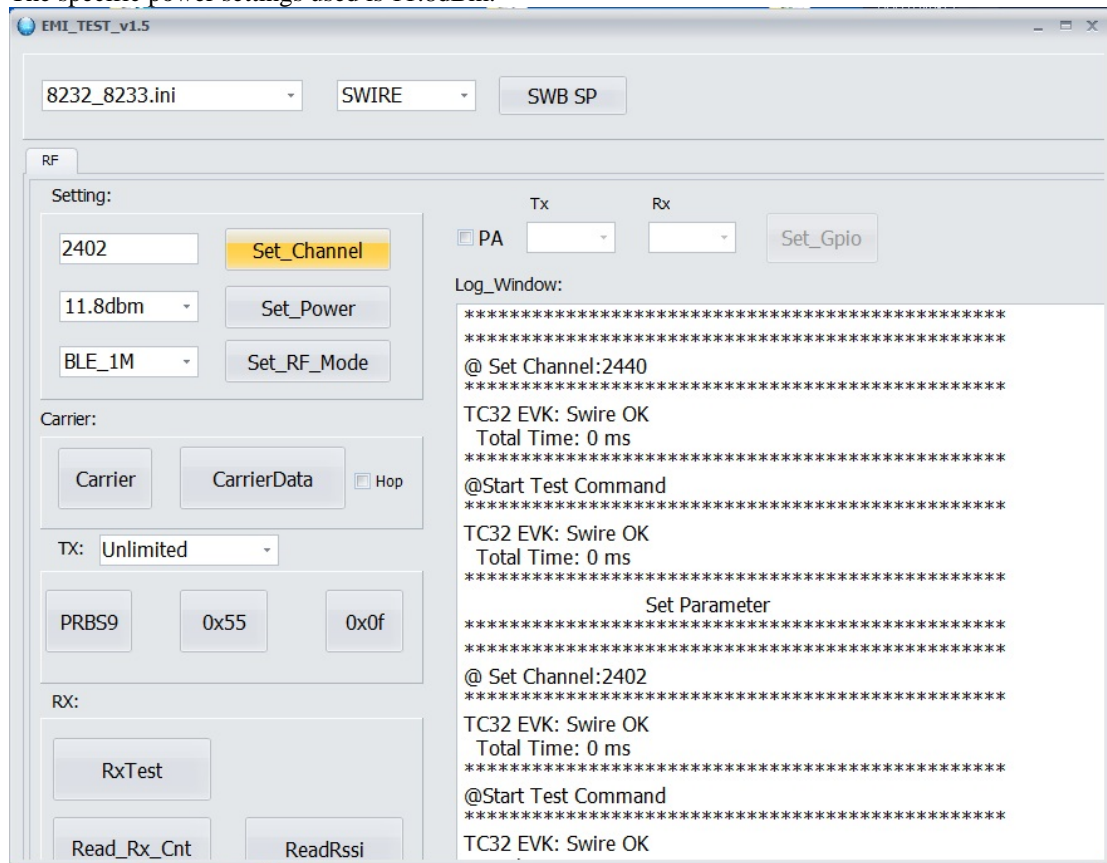 The specific power settings used is 11.8dBm.
EMI_TEST_v1.5
8232_8233.ini SWIRE SWB SP
RF
Setting:
2402 Set_Channel
11.8dbm Set_Power
BLE_1M Set_RF_Mode
Carrier:
Carrier CarrierData Hop
TX: Unlimited
PRBS9 0x55 0x0f
RX:
RxTest
Read_Rx_Cnt ReadRssi
Tx Rx
PA Set_Gpio
Log_Window:
************************************************
************************************************
@ Set Channel:2440
************************************************
TC32 EVK: Swire OK
Total Time: 0 ms
************************************************
@Start Test Command
************************************************
TC32 EVK: Swire OK
Total Time: 0 ms
************************************************
Set Parameter
************************************************
************************************************
@ Set Channel:2402
************************************************
TC32 EVK: Swire OK
Total Time: 0 ms
************************************************
@Start Test Command
************************************************
TC32 EVK: Swire OK